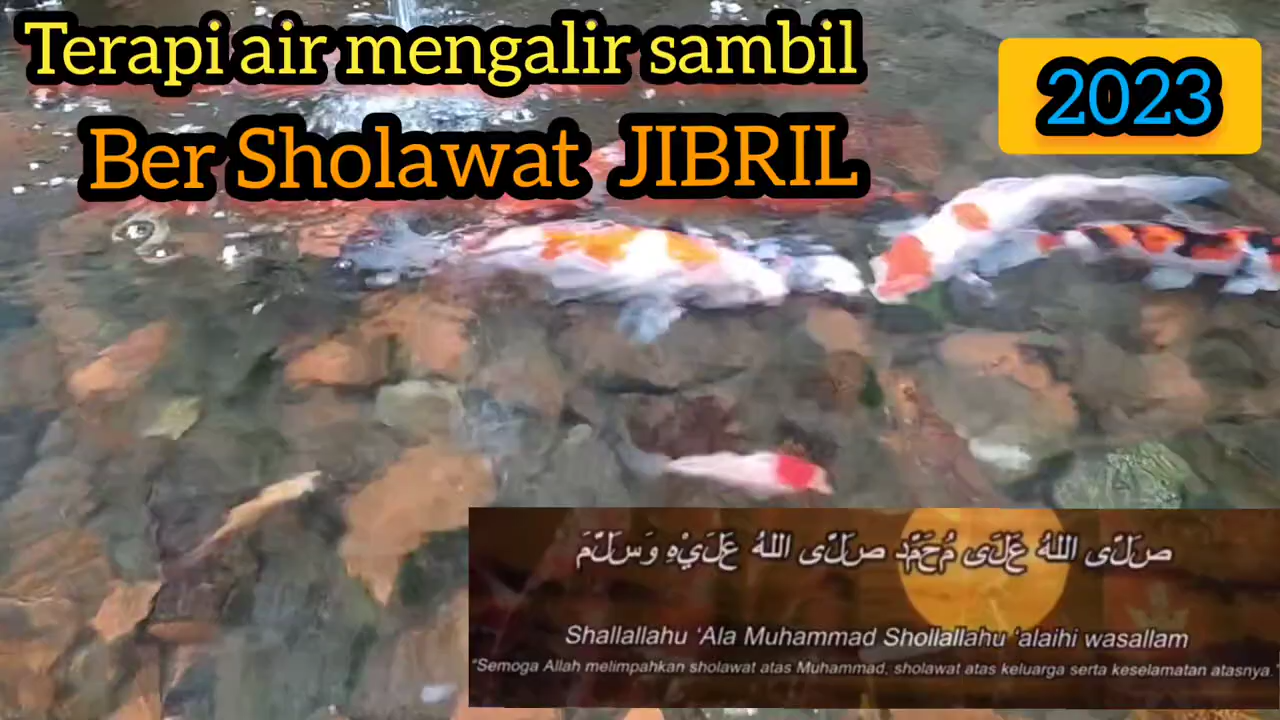 Terapi air mengalir sambil
Ber Sholawat JIBRIL
2023
صَلَّى اللهُ عَلَى مُحَمَّد صَلَّى اللهُ عَلَيْهِ وَسَلَّمَ
Shallallahu ‘Ala Muhammad Shollallahu ‘alaihi wasallam
"Semoga Allah melimpahkan sholawat atas Muhammad, sholawat atas keluarga serta keselamatan atasnya.